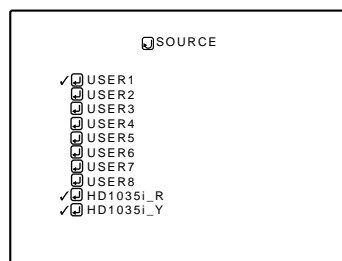 SOURCE
✓ USER1
USER2
USER3
USER4
USER5
USER6
USER7
USER8
✓ HD1035i_R
✓ HD1035i_Y